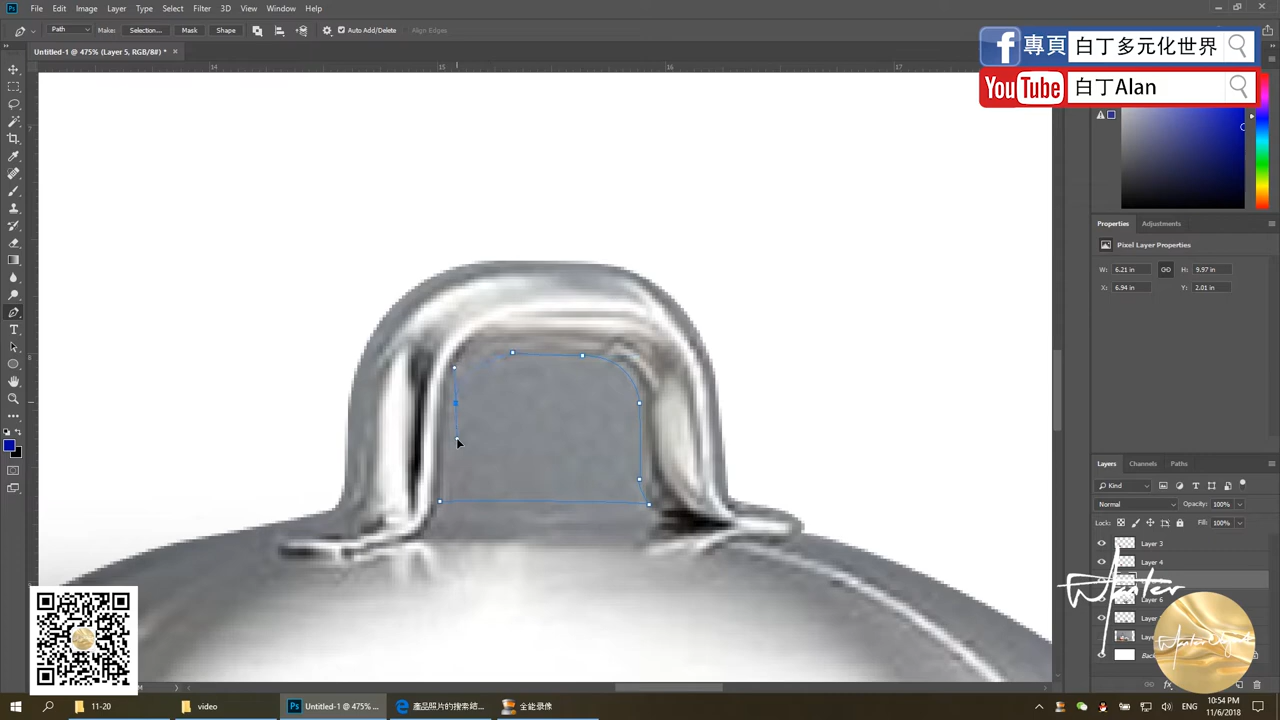 File Edit Image Layer Type Select Filter 3D View Window Help
Path Make: Selection... Mask Shape Auto Add/Delete Align Edges
Untitled-1 @ 475% (Layer 5, RGB/8#) *
14 15 16 17
7
8
f 專頁 白丁多元化世界
YouTube 白丁Alan
Properties Adjustments
Pixel Layer Properties
W: 6.21 in GO H: 9.97 in
X: 6.94 in Y: 2.01 in
Layers Channels Paths
Kind
Normal Opacity: 100%
Lock: Fill: 100%
Layer 3
Layer 4
Layer 6
11-20 video Untitled-1 @ 475% ... 產品照片的搜索結... 全能录像
10:54 PM
11/6/2018